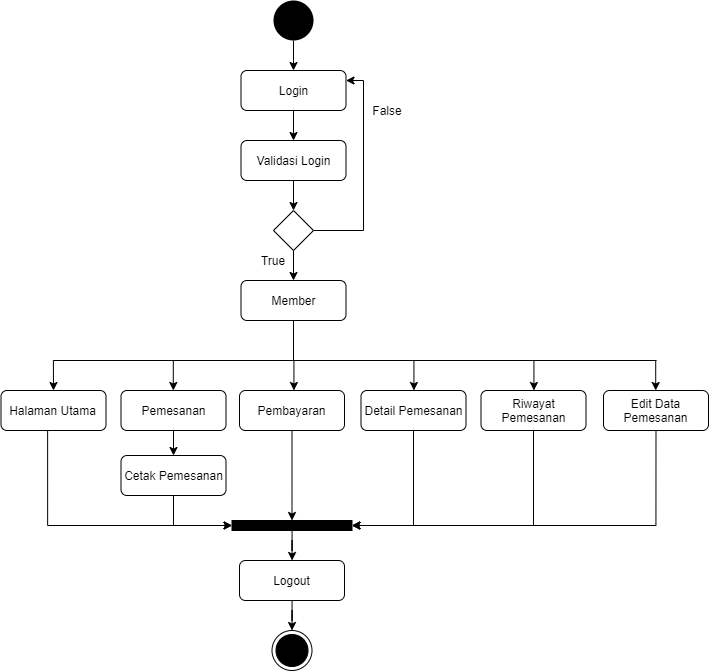 Login
False
Validasi Login
True
Member
Halaman Utama
Pemesanan
Pembayaran
Detail Pemesanan
Riwayat
Pemesanan
Edit Data
Pemesanan
Cetak Pemesanan
Logout